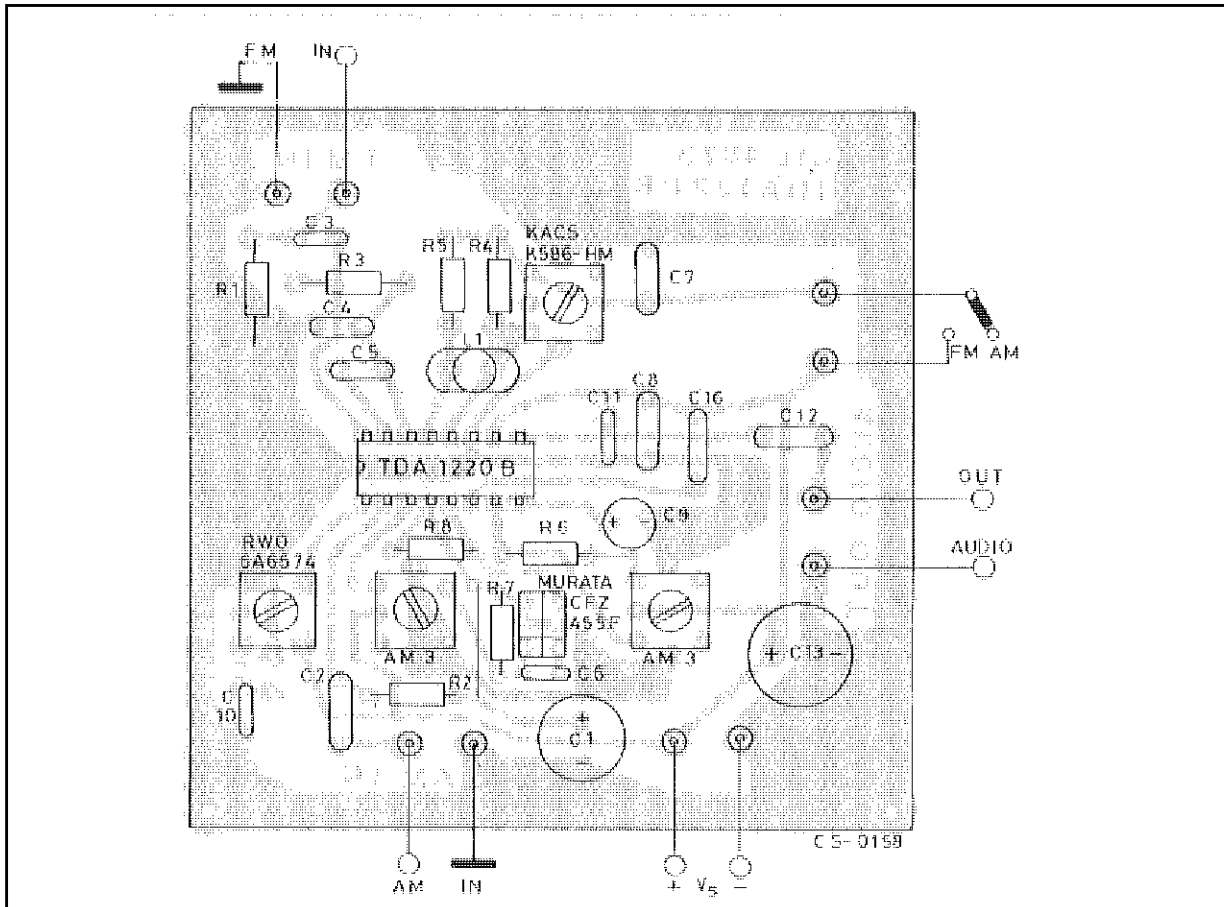 FM IN
C3
KACS
K586-HM
R5 R4
R3
C7
R1
C4
L1
FM AM
C5
C8
C11 C16
C12
TDA 1220 B
OUT
C9
R8 R6
AUDIO
RWO
6A6574
R7 MURATA
CFZ
455F
AM 3 AM 3
C13
C6
C2 R2
C
10
C1
CS-0159
AM IN + Vs -